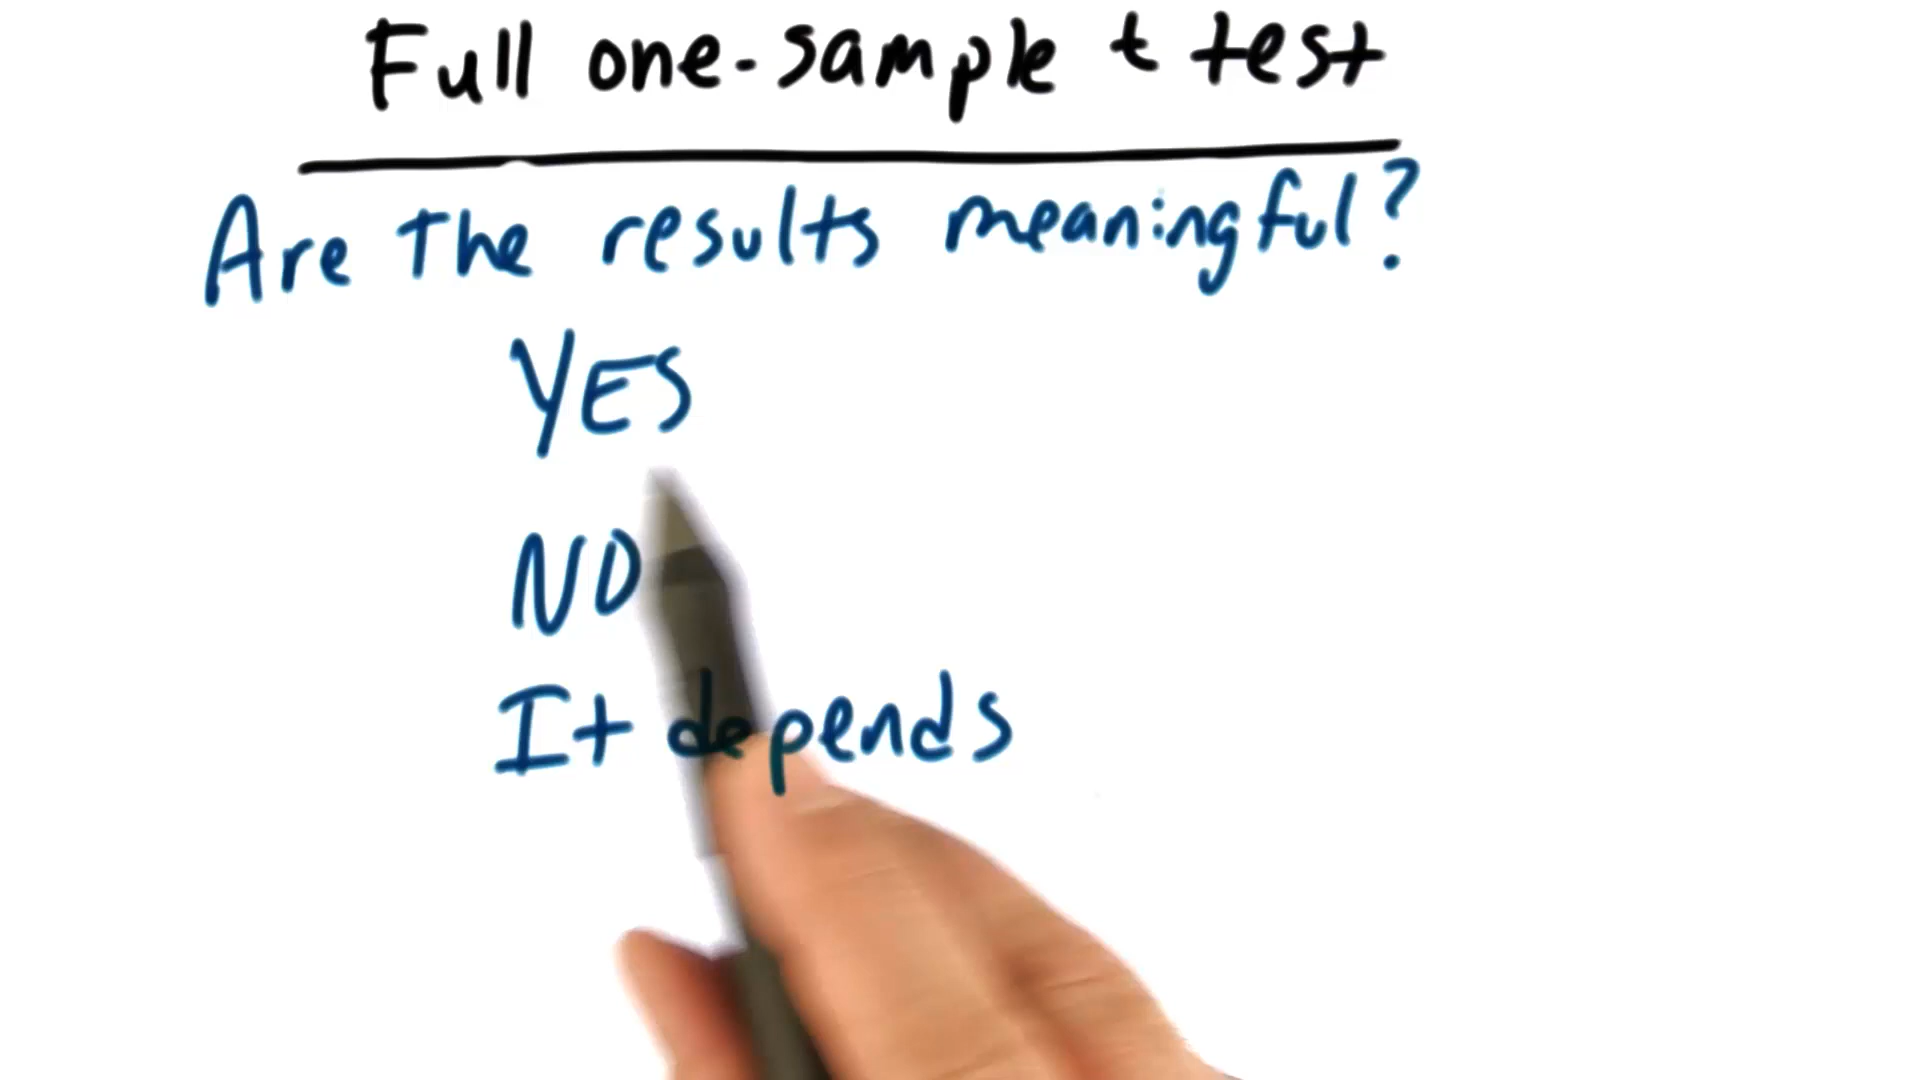 Full one-sample t test
Are the results meaningful?
YES
NO
It depends